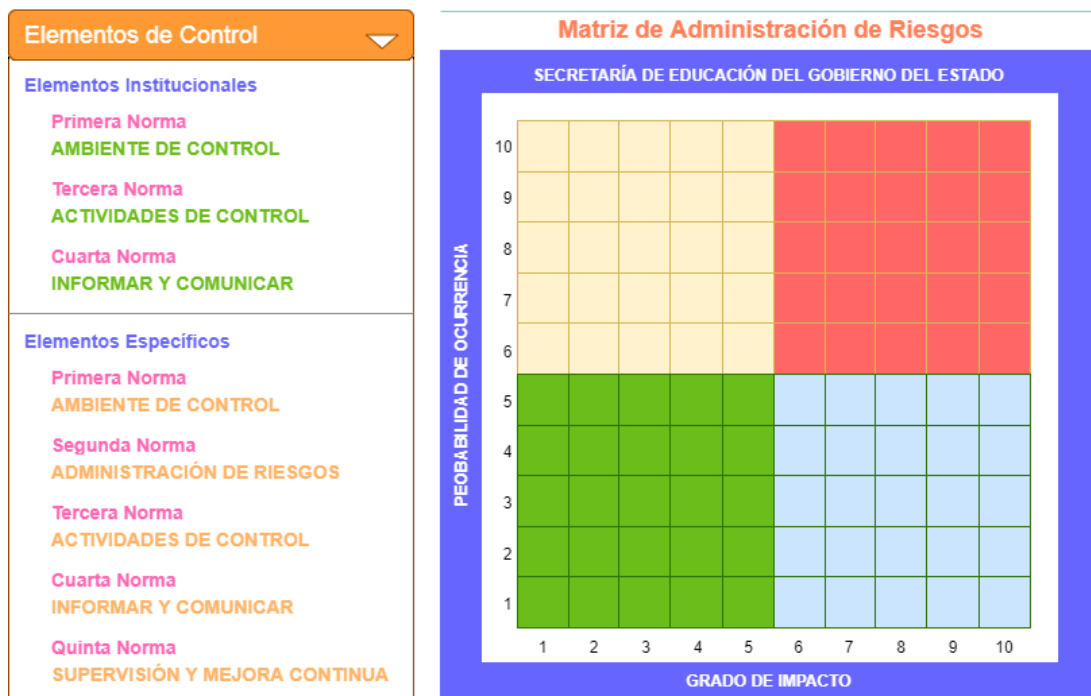 Elementos de Control
Elementos Institucionales
Primera Norma
AMBIENTE DE CONTROL
Tercera Norma
ACTIVIDADES DE CONTROL
Cuarta Norma
INFORMAR Y COMUNICAR
Elementos Específicos
Primera Norma
AMBIENTE DE CONTROL
Segunda Norma
ADMINISTRACIÓN DE RIESGOS
Tercera Norma
ACTIVIDADES DE CONTROL
Cuarta Norma
INFORMAR Y COMUNICAR
Quinta Norma
SUPERVISIÓN Y MEJORA CONTINUA
Matriz de Administración de Riesgos
SECRETARÍA DE EDUCACIÓN DEL GOBIERNO DEL ESTADO
PEOBABILIDAD DE OCURRENCIA
10
9
8
7
6
5
4
3
2
1
1 2 3 4 5 6 7 8 9 10
GRADO DE IMPACTO